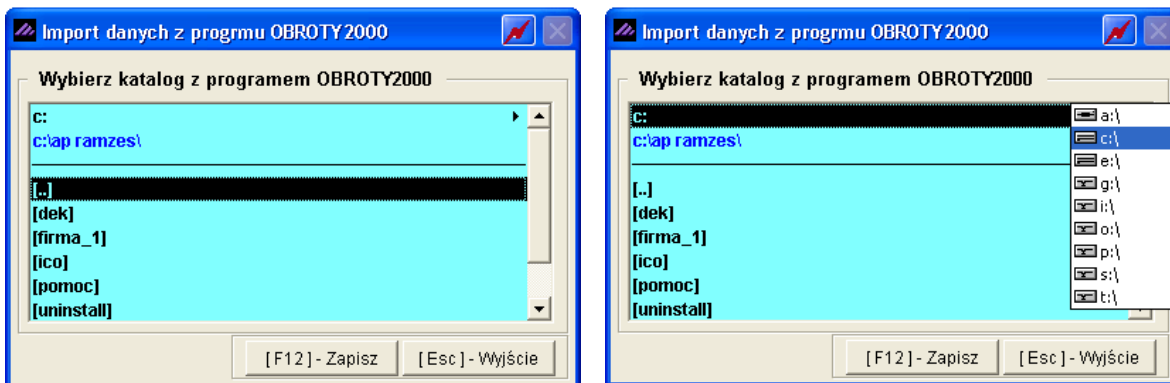 Import danych z progrmu OBROTY2000
Wybierz katalog z programem OBROTY2000
c:
c:\ap ramzes\
[..]
[dek]
[firma_1]
[ico]
[pomoc]
[uninstall]
[ F12 ] - Zapisz
[ Esc ] - Wyjście
Import danych z progrmu OBROTY2000
Wybierz katalog z programem OBROTY2000
c:
c:\ap ramzes\
[..]
[dek]
[firma_1]
[ico]
[pomoc]
[uninstall]
a:\
c:\
e:\
g:\
i:\
o:\
p:\
s:\
t:\
[ F12 ] - Zapisz
[ Esc ] - Wyjście